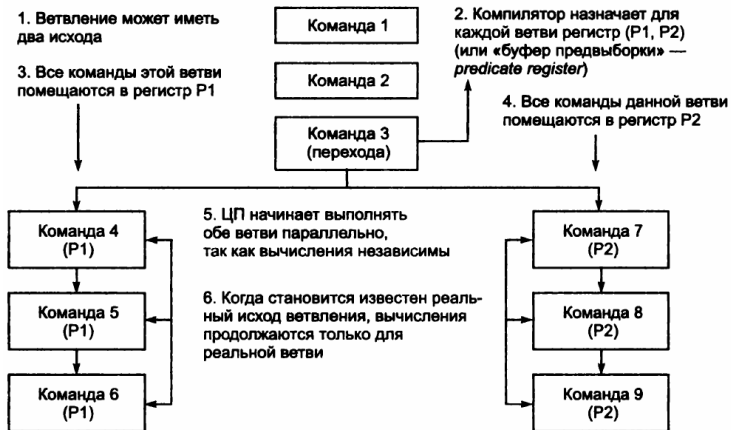 1. Ветвление может иметь
два исхода
Команда 1
2. Компилятор назначает для
каждой ветви регистр (P1, P2)
(или «буфер предвыборки» —
predicate register)
3. Все команды этой ветви
помещаются в регистр P1
Команда 2
4. Все команды данной ветви
помещаются в регистр P2
Команда 3
(перехода)
Команда 4
(P1)
5. ЦП начинает выполнять
обе ветви параллельно,
так как вычисления независимы
Команда 7
(P2)
Команда 5
(P1)
6. Когда становится известен реаль-
ный исход ветвления, вычисления
продолжаются только для
реальной ветви
Команда 8
(P2)
Команда 6
(P1)
Команда 9
(P2)